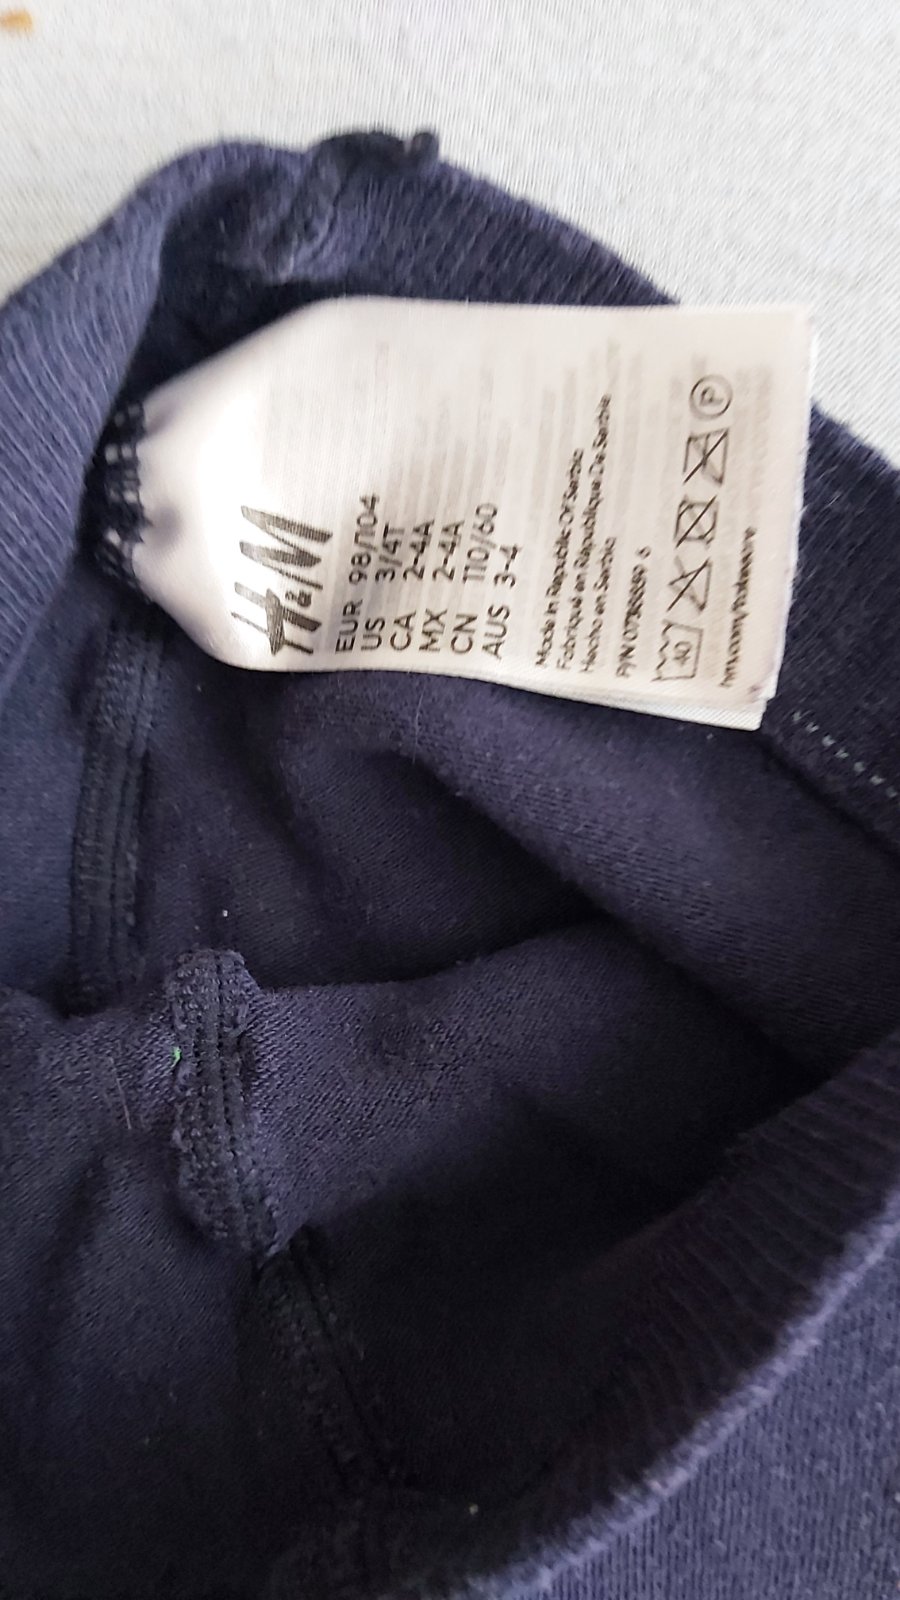 H&M
EUR 98/104
US 3/4T
CA 2-4A
MX 2-4A
CN 110/60
AUS 3-4
Made in Republic Of Serbia
Fabriqué en République De Serbie
Hecho en Serbia
P/N
40
P